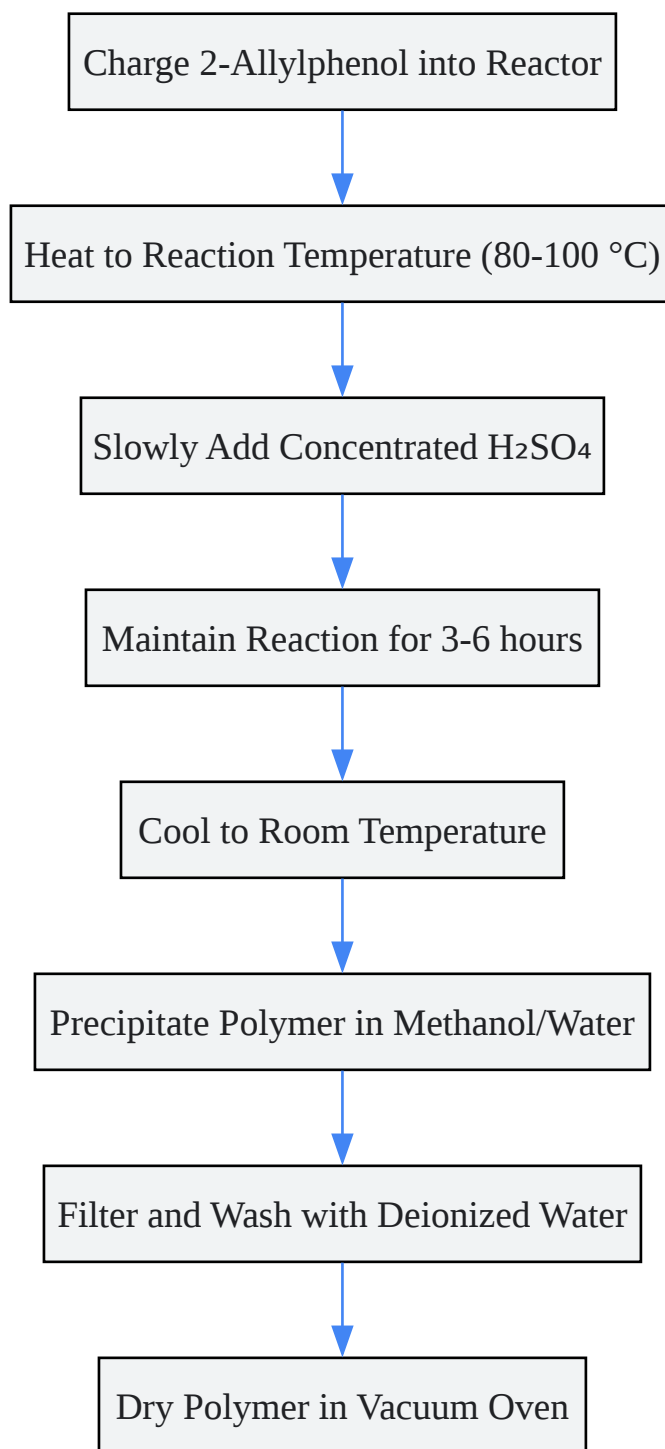 Charge 2-Allylphenol into Reactor
Heat to Reaction Temperature (80-100 °C)
Slowly Add Concentrated H₂SO₄
Maintain Reaction for 3-6 hours
Cool to Room Temperature
Precipitate Polymer in Methanol/Water
Filter and Wash with Deionized Water
Dry Polymer in Vacuum Oven